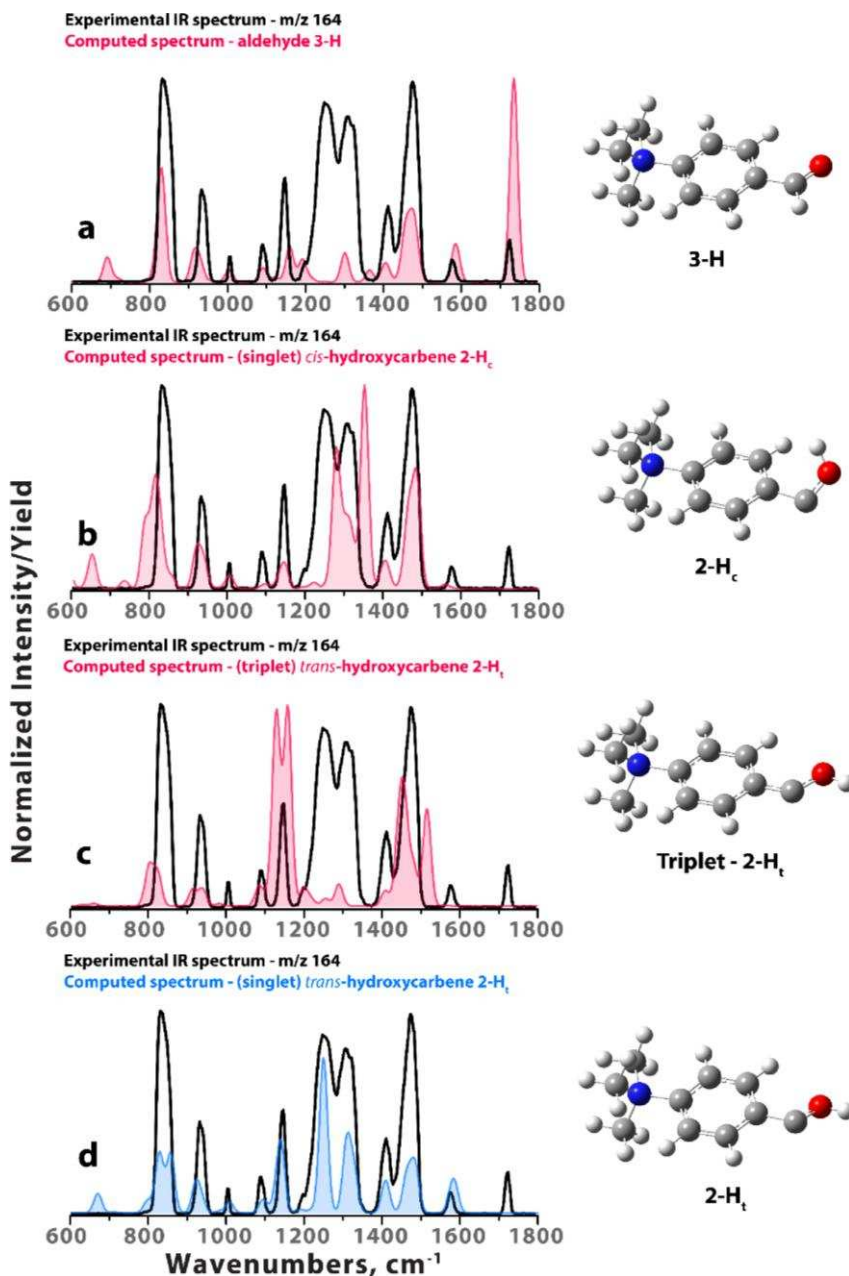 Experimental IR spectrum - m/z 164
Computed spectrum - aldehyde 3-H
a
600 800 1000 1200 1400 1600 1800
3-H
Experimental IR spectrum - m/z 164
Computed spectrum - (singlet) cis-hydroxycarbene 2-Hc
b
600 800 1000 1200 1400 1600 1800
2-Hc
Experimental IR spectrum - m/z 164
Computed spectrum - (triplet) trans-hydroxycarbene 2-Ht
c
600 800 1000 1200 1400 1600 1800
Triplet - 2-Ht
Experimental IR spectrum - m/z 164
Computed spectrum - (singlet) trans-hydroxycarbene 2-Ht
d
600 800 1000 1200 1400 1600 1800
2-Ht
Wavenumbers, cm-1
Normalized Intensity/Yield